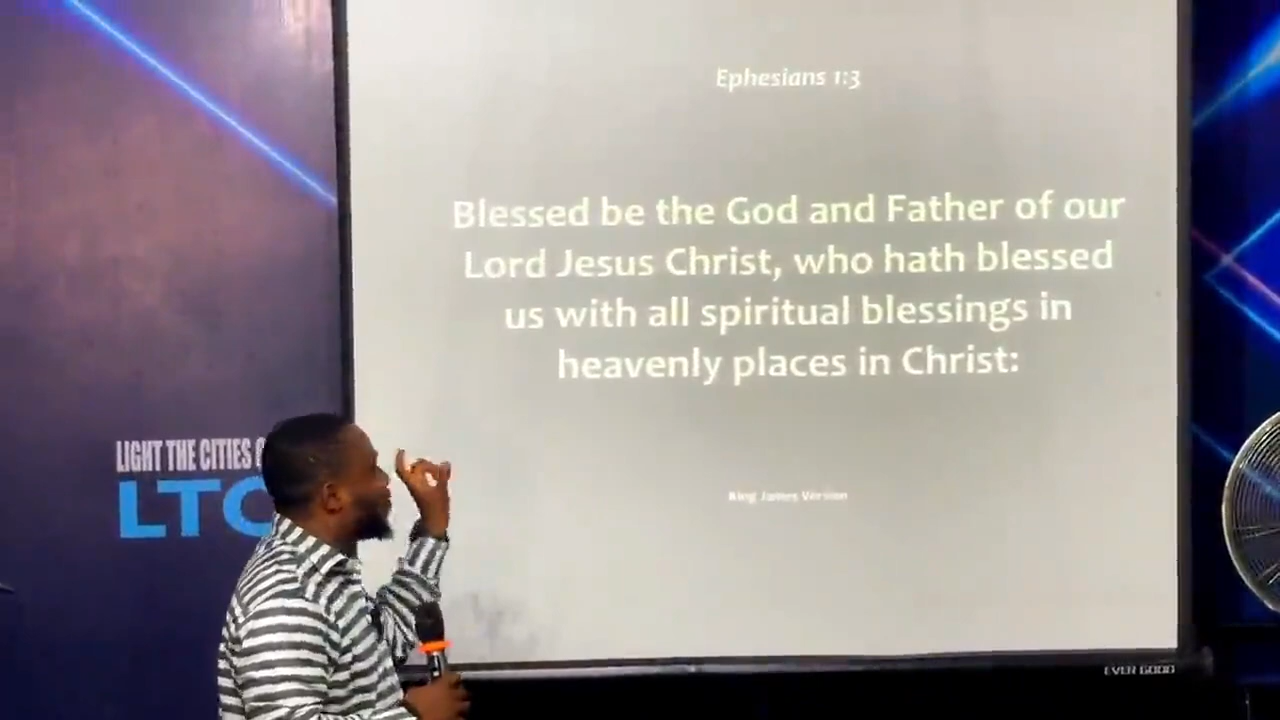 Ephesians 1:3
Blessed be the God and Father of our
Lord Jesus Christ, who hath blessed
us with all spiritual blessings in
heavenly places in Christ:
King James Version
LIGHT THE CITIES
LTC
EVER GOOD